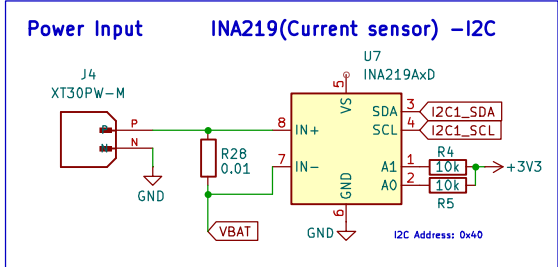 Power Input
INA219(Current sensor) -I2C
J4
XT30PW-M
P
P
N
N
GND
R28
0.01
VBAT
U7
INA219AxD
5
VS
8
IN+
7
IN-
SDA
3
I2C1_SDA
SCL
4
I2C1_SCL
A1
1
R4
10k
A0
2
10k
R5
+3V3
GND
6
GND
I2C Address: 0x40